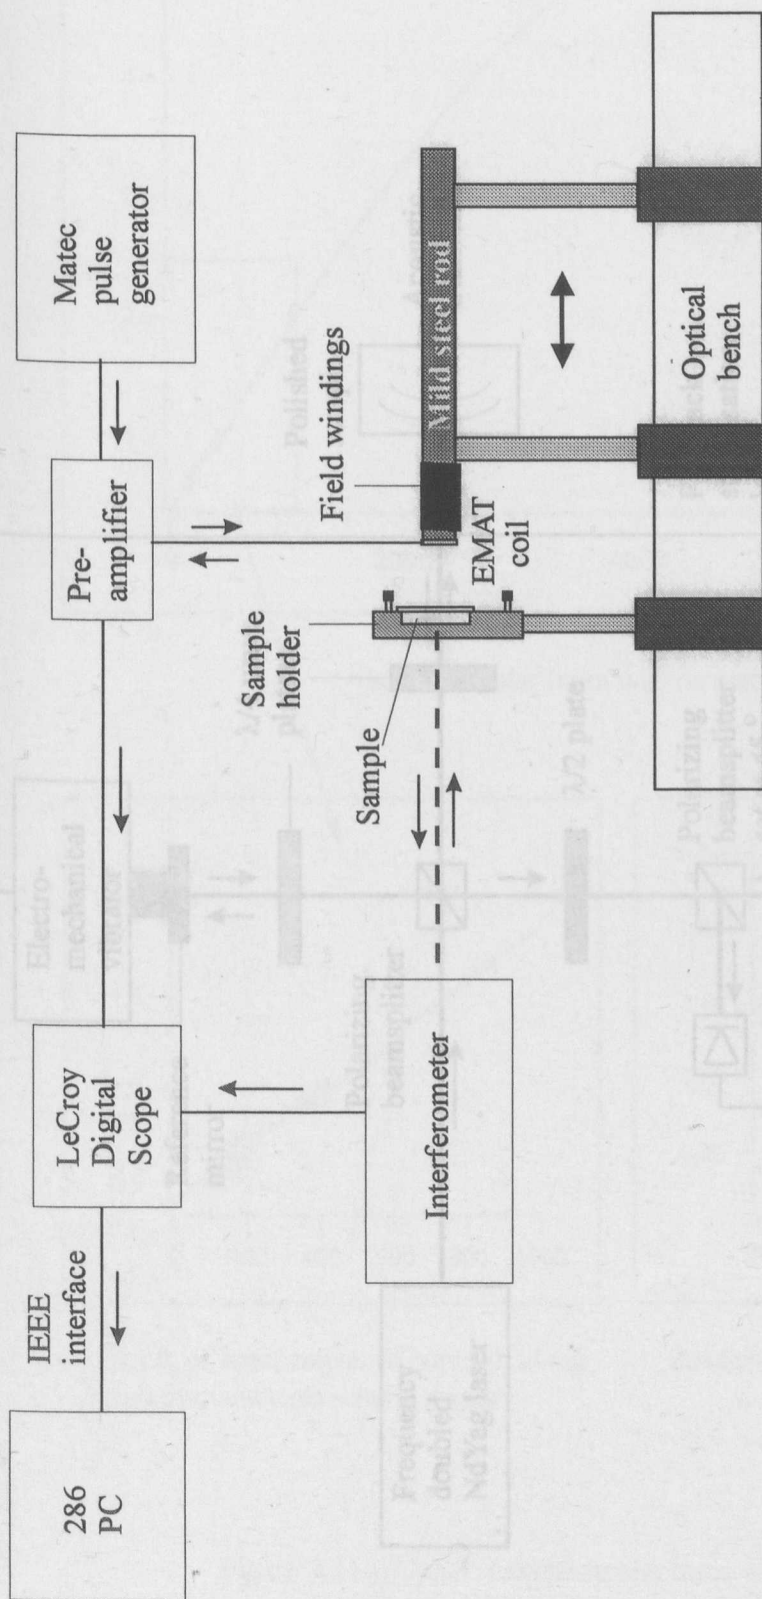 286
PC
IEEE
interface
LeCroy
Digital
Scope
Pre-
amplifier
Matec
pulse
generator
Interferometer
Sample
Sample
holder
EMAT
coil
Field windings
Mild steel rod
Optical
bench
Electro-
mechanical
vibrator
Reference
mirror
Polarizing
beamsplitter
Frequency
doubled
NdYag laser
λ/2 plate
Polarizing
beamsplitter
Polished